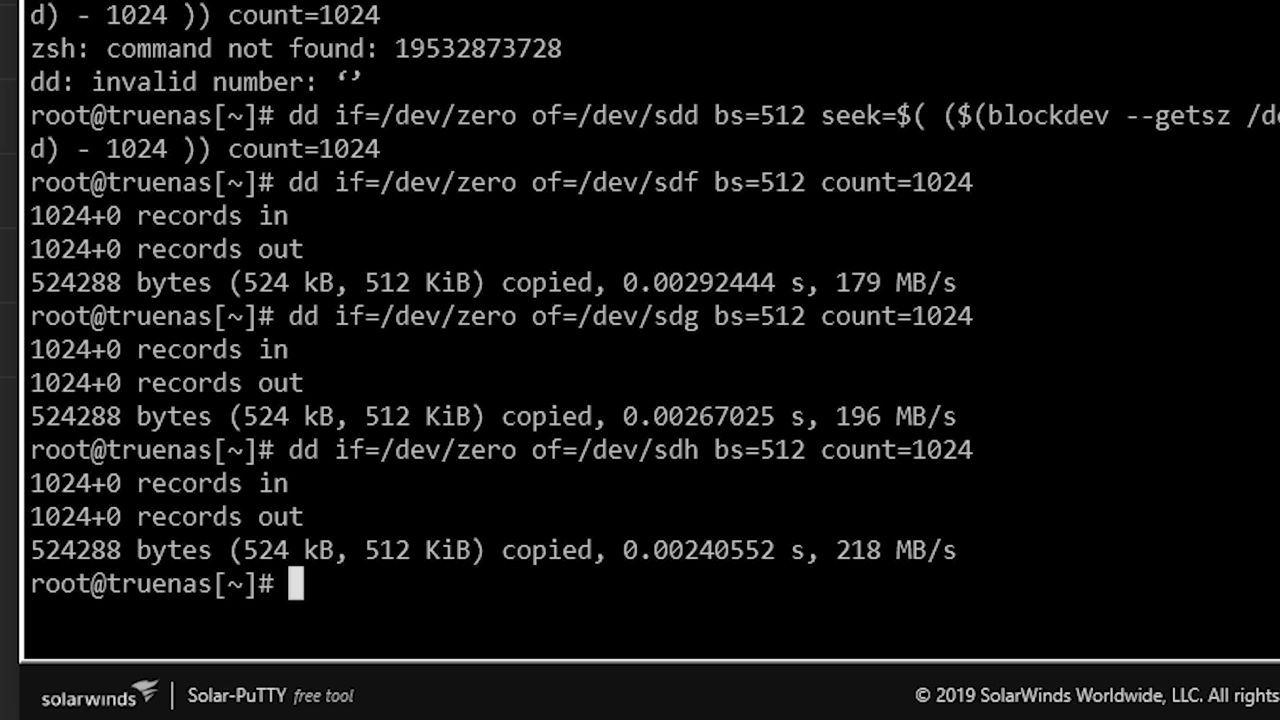 d) - 1024 )) count=1024
zsh: command not found: 19532873728
dd: invalid number: ‘’
root@truenas[~]# dd if=/dev/zero of=/dev/sdd bs=512 seek=$( ($(blockdev --getsz /de
d) - 1024 )) count=1024
root@truenas[~]# dd if=/dev/zero of=/dev/sdf bs=512 count=1024
1024+0 records in
1024+0 records out
524288 bytes (524 kB, 512 KiB) copied, 0.00292444 s, 179 MB/s
root@truenas[~]# dd if=/dev/zero of=/dev/sdg bs=512 count=1024
1024+0 records in
1024+0 records out
524288 bytes (524 kB, 512 KiB) copied, 0.00267025 s, 196 MB/s
root@truenas[~]# dd if=/dev/zero of=/dev/sdh bs=512 count=1024
1024+0 records in
1024+0 records out
524288 bytes (524 kB, 512 KiB) copied, 0.00240552 s, 218 MB/s
root@truenas[~]#
solarwinds | Solar-PuTTY free tool
© 2019 SolarWinds Worldwide, LLC. All rights